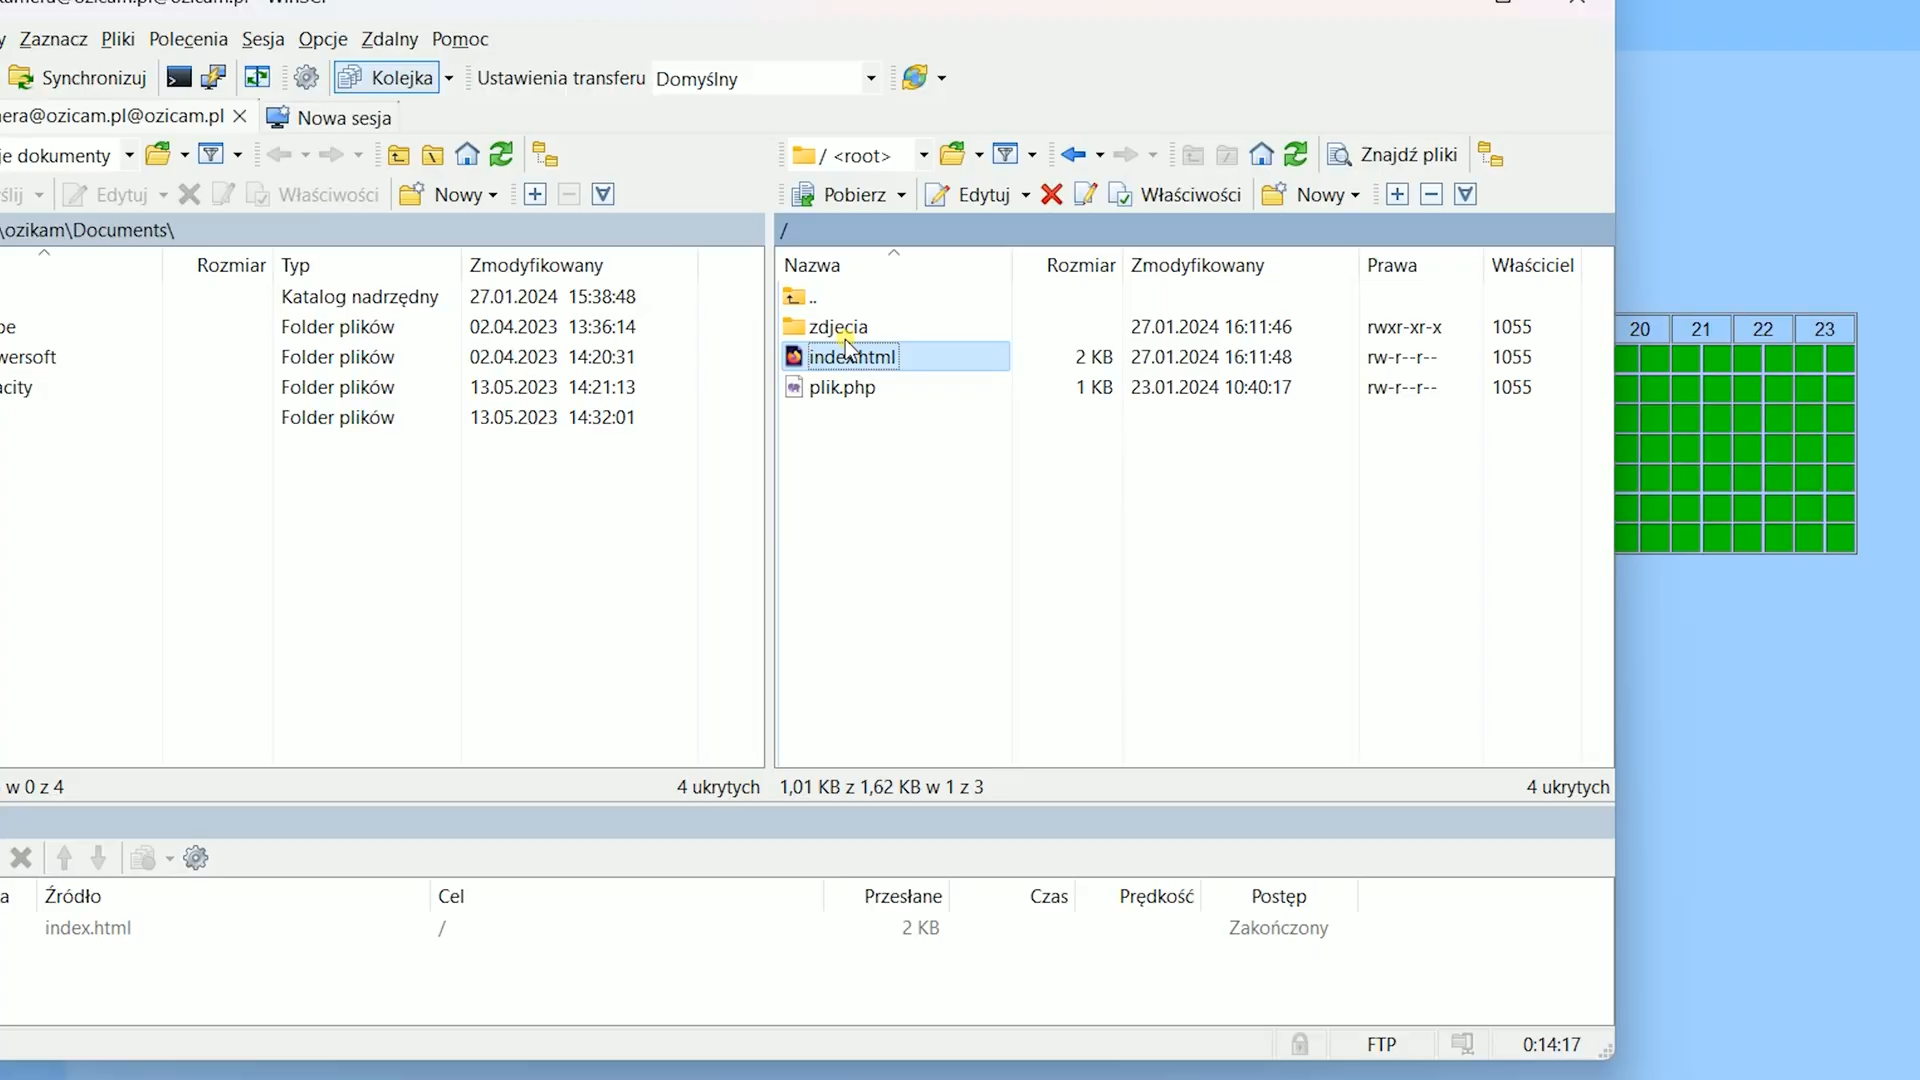 Zaznacz Pliki Polecenia Sesja Opcje Zdalny Pomoc
Synchronizuj Kolejka Ustawienia transferu Domyślny
era@ozicam.pl@ozicam.pl Nowa sesja
e dokumenty / <root> Znajdź pliki
ślij Edytuj Właściwości Nowy Pobierz Edytuj Właściwości Nowy
\ozikam\Documents\ /
Rozmiar Typ Zmodyfikowany Nazwa Rozmiar Zmodyfikowany Prawa Właściciel
Katalog nadrzędny 27.01.2024 15:38:48 ..
be Folder plików 02.04.2023 13:36:14 zdjecia 27.01.2024 16:11:46 rwxr-xr-x 1055
wersoft Folder plików 02.04.2023 14:20:31 index.html 2 KB 27.01.2024 16:11:48 rw-r--r-- 1055
acity Folder plików 13.05.2023 14:21:13 plik.php 1 KB 23.01.2024 10:40:17 rw-r--r-- 1055
Folder plików 13.05.2023 14:32:01
20 21 22 23
w 0 z 4 4 ukrytych 1,01 KB z 1,62 KB w 1 z 3 4 ukrytych
a Źródło Cel Przesłane Czas Prędkość Postęp
index.html / 2 KB Zakończony
FTP 0:14:17